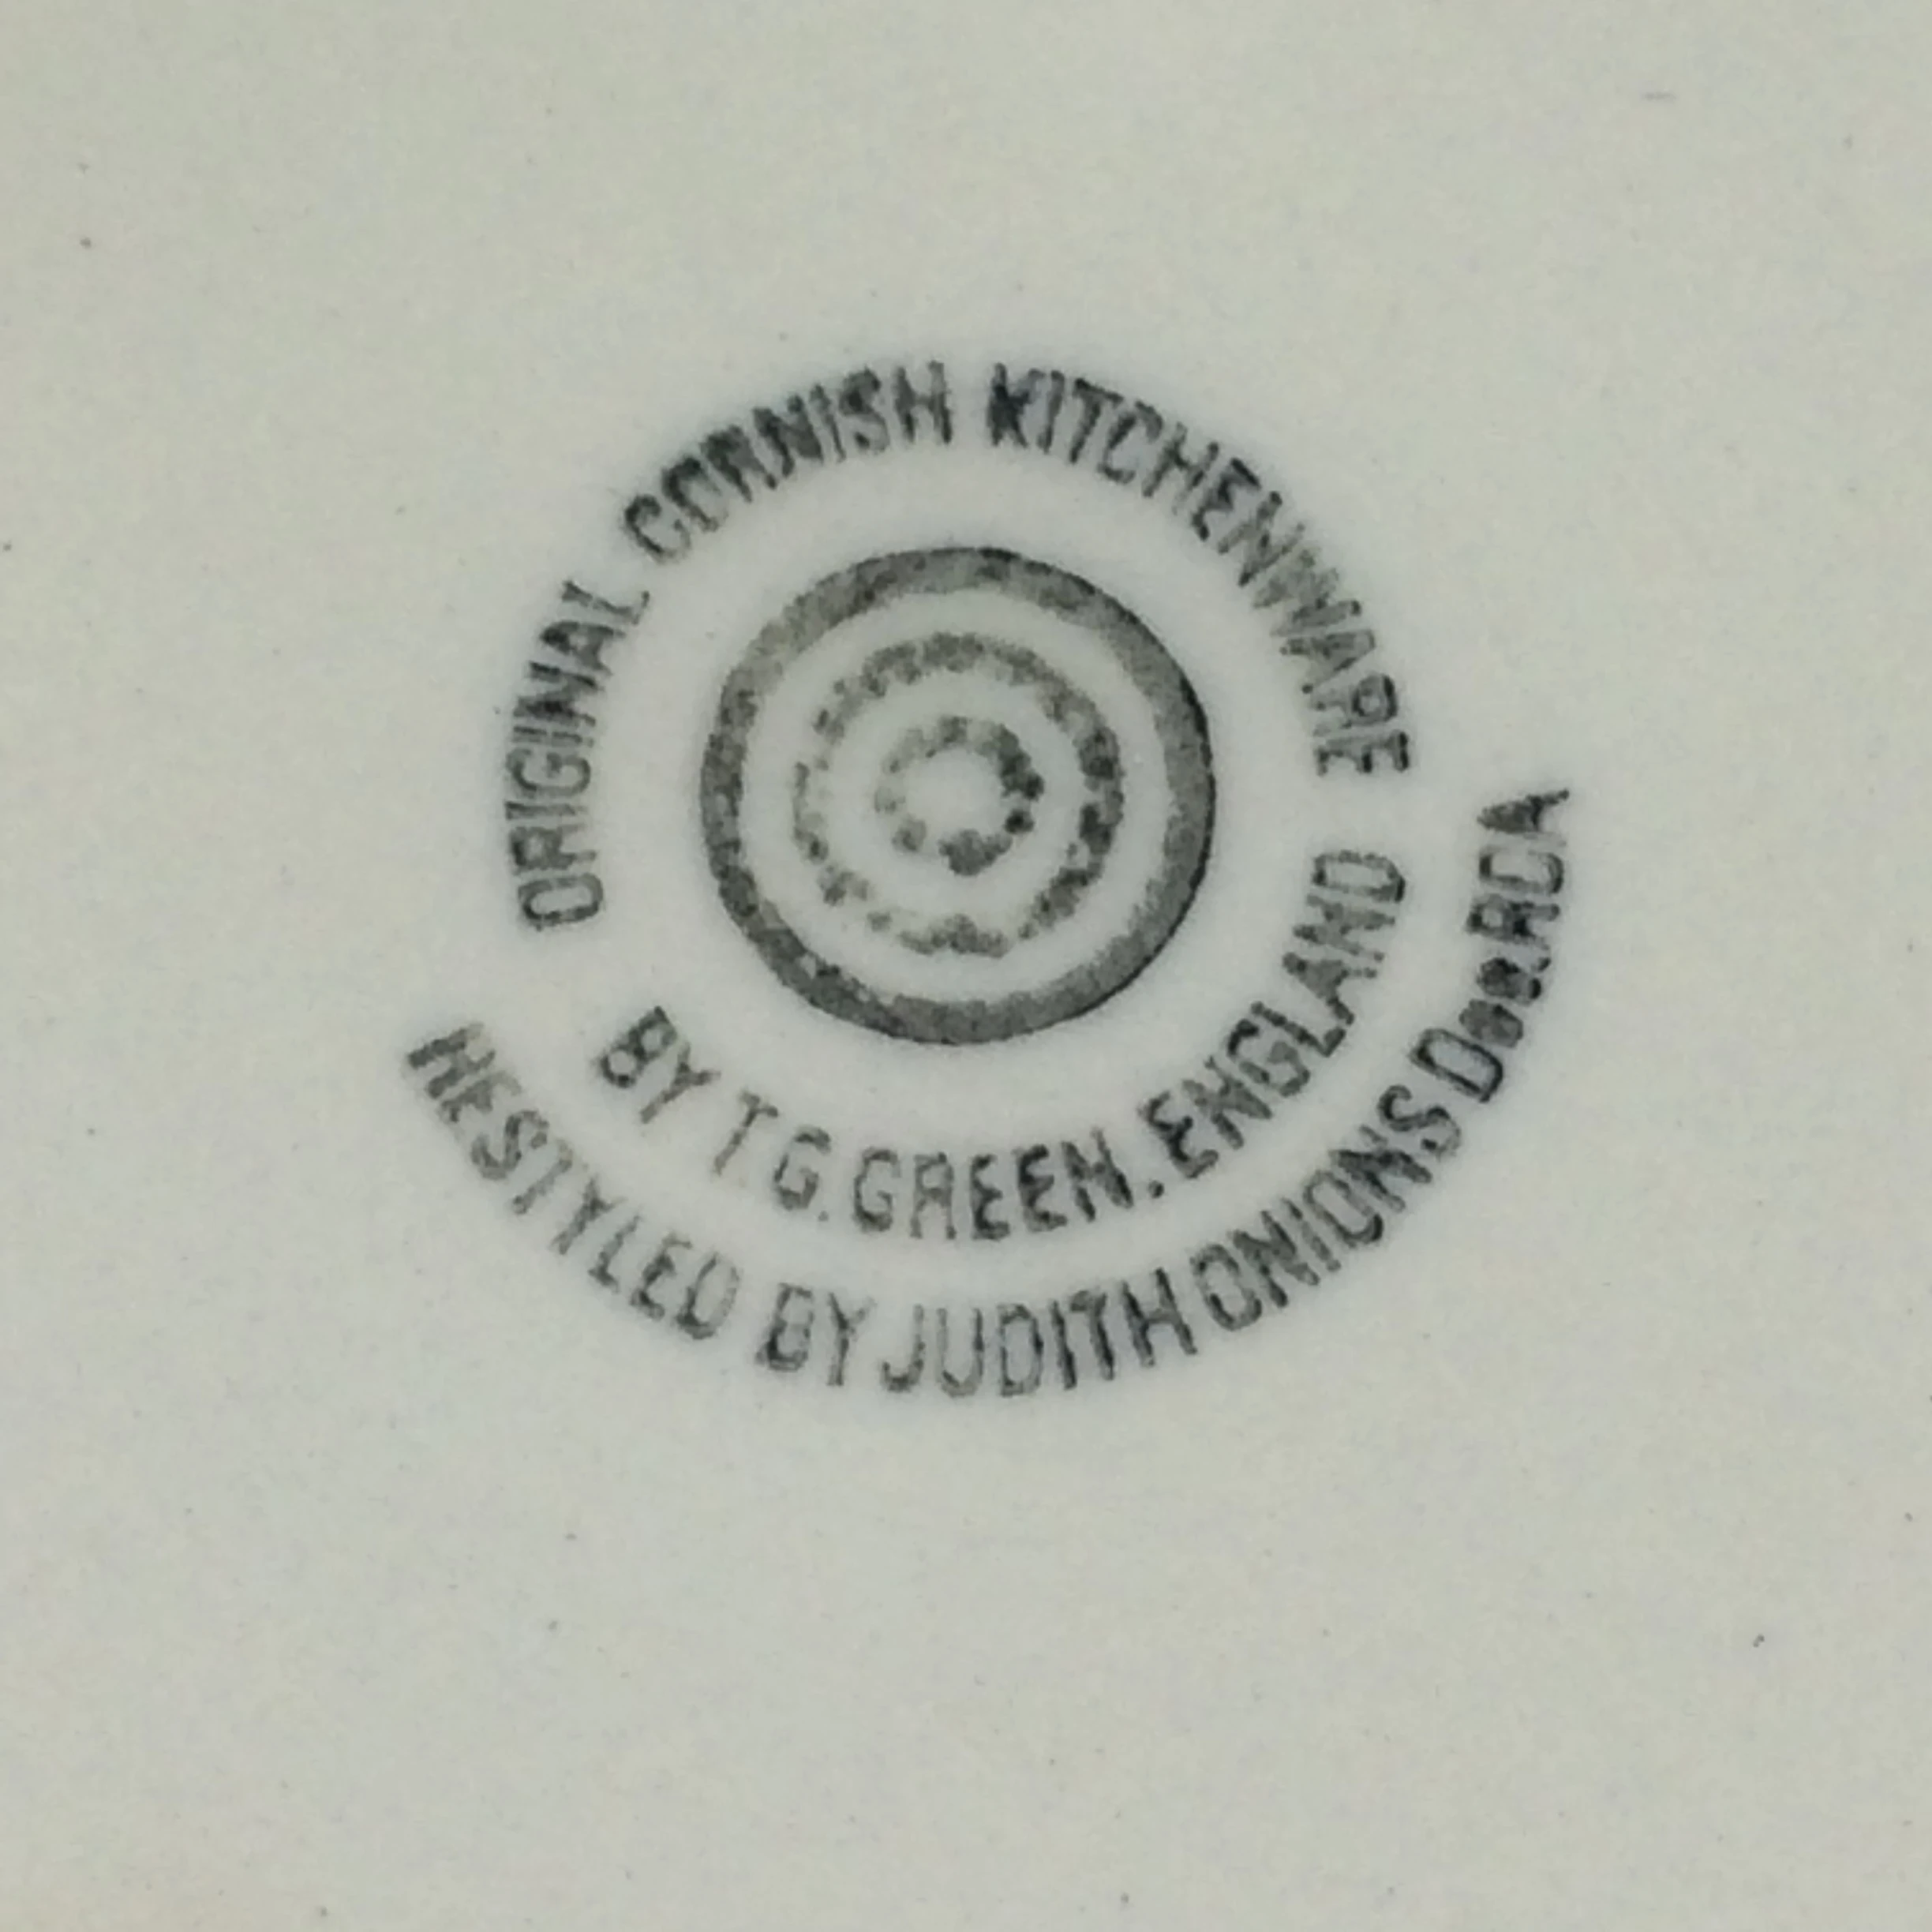 ORIGINAL CORNISH KITCHENWARE
BY T.G.GREEN.ENGLAND
RESTYLED BY JUDITH ONIONS Des.RCA